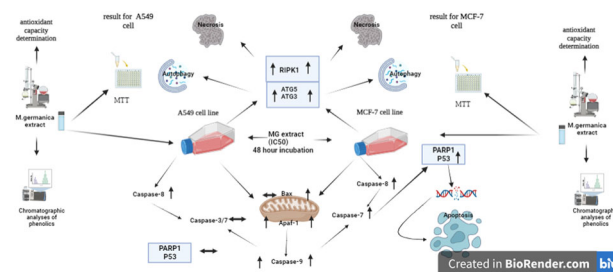 antioxidant
capacity
determination
result for A549
cell
Necrosis
RIPK1
ATG5
ATG3
Necrosis
result for MCF-7
cell
antioxidant
capacity
determination
Autophagy
Autophagy
MTT
MTT
M.germanica
extract
A549 cell line
MCF-7 cell line
M.germanica
extract
MG extract
(IC50)
48 hour incubation
PARP1
P53
Chromatographic
analyses of
phenolics
Caspase-8
Bax
Caspase-8
Caspase-3/7
Apaf-1
Caspase-7
Apoptosis
Chromatographic
analyses of
phenolics
PARP1
P53
Caspase-9
Created in BioRender.com
bio